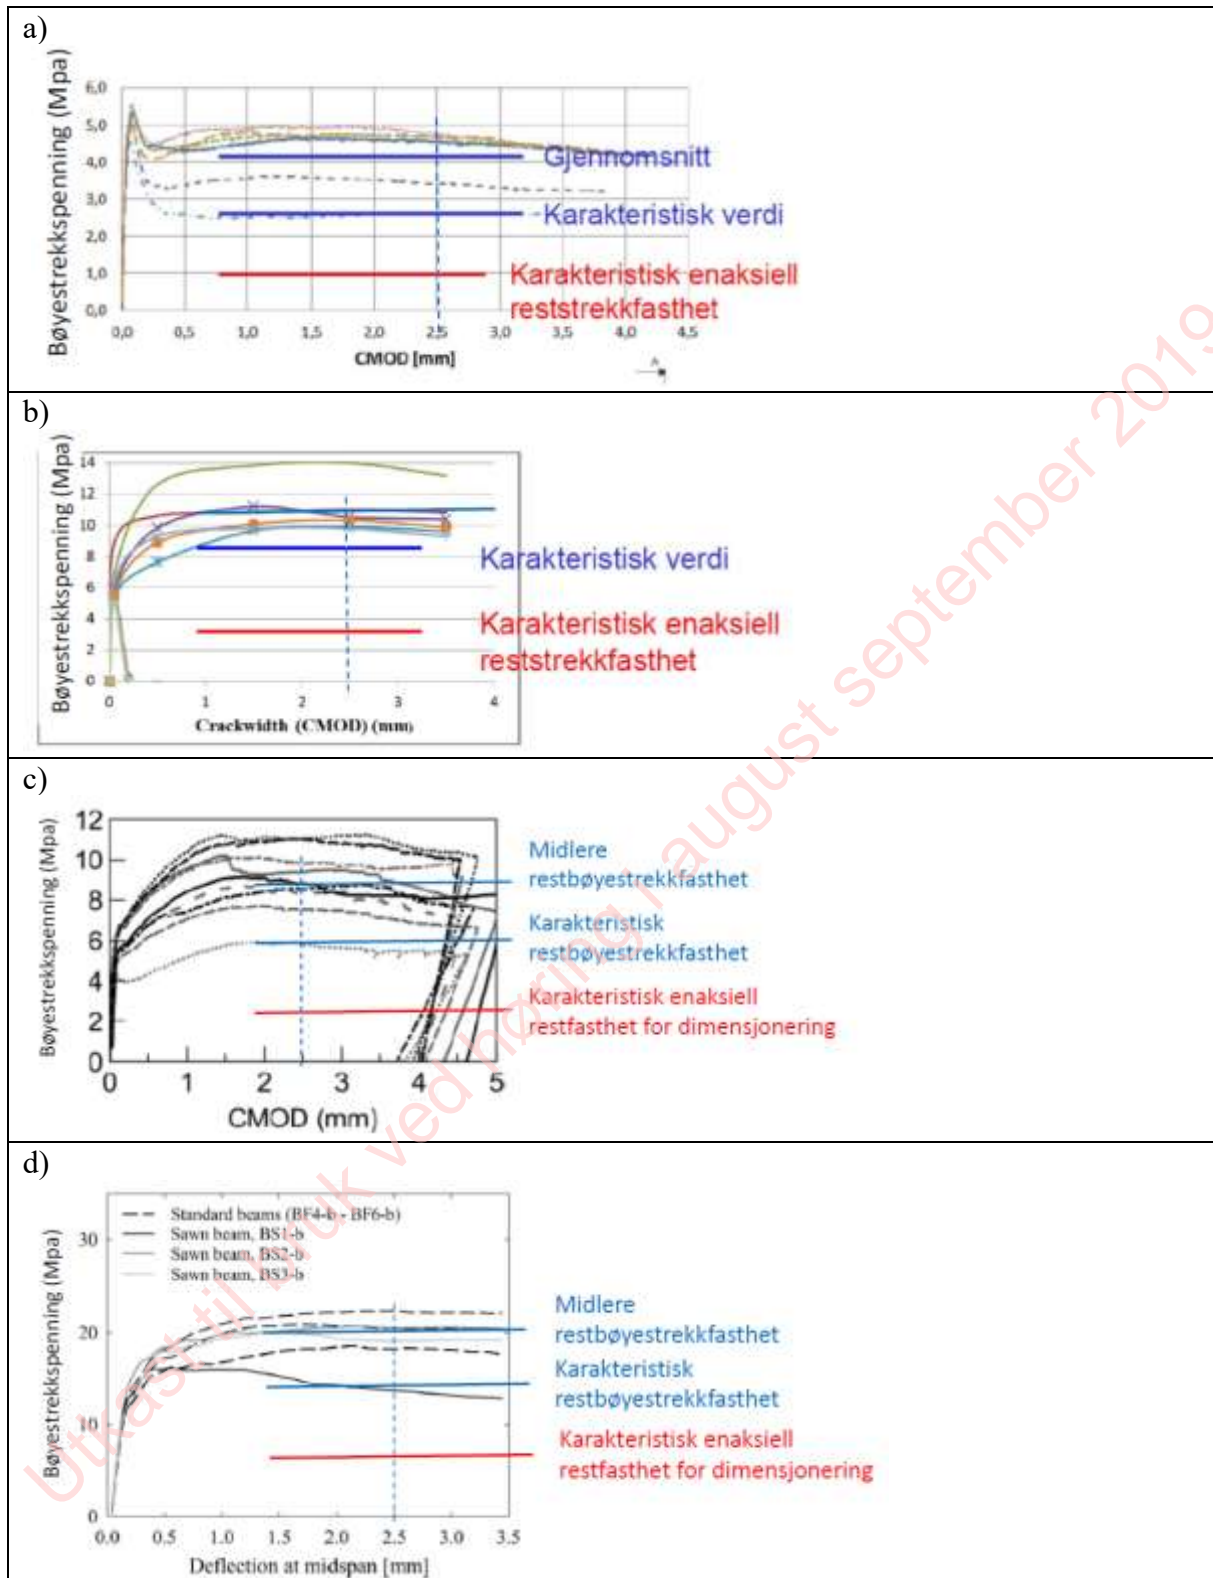 a)
Bøyestrekkspenning (Mpa)
6,0
5,0
4,0
3,0
2,0
1,0
0,0
Gjennomsnitt
Karakteristisk verdi
Karakteristisk enaksiell
reststrekkfasthet
0,0 0,5 1,0 1,5 2,0 2,5 3,0 3,5 4,0 4,5
CMOD [mm]
b)
Bøyestrekkspenning (Mpa)
14
12
10
8
6
4
2
0
Karakteristisk verdi
Karakteristisk enaksiell
reststrekkfasthet
0 1 2 3 4
Crackwidth (CMOD) (mm)
c)
Bøyestrekkspenning (Mpa)
12
10
8
6
4
2
0
Midlere
restbøyestrekkfasthet
Karakteristisk
restbøyestrekkfasthet
Karakteristisk enaksiell
restfasthet for dimensjonering
0 1 2 3 4 5
CMOD (mm)
d)
Bøyestrekkspenning (Mpa)
30
20
10
0
Standard beams (BF4-b - BF6-b)
Sawn beam, BS1-b
Sawn beam, BS2-b
Sawn beam, BS3-b
Midlere
restbøyestrekkfasthet
Karakteristisk
restbøyestrekkfasthet
Karakteristisk enaksiell
restfasthet for dimensjonering
0.0 0.5 1.0 1.5 2.0 2.5 3.0 3.5
Deflection at midspan [mm]
Utkast til bruk ved høring i august september 2019